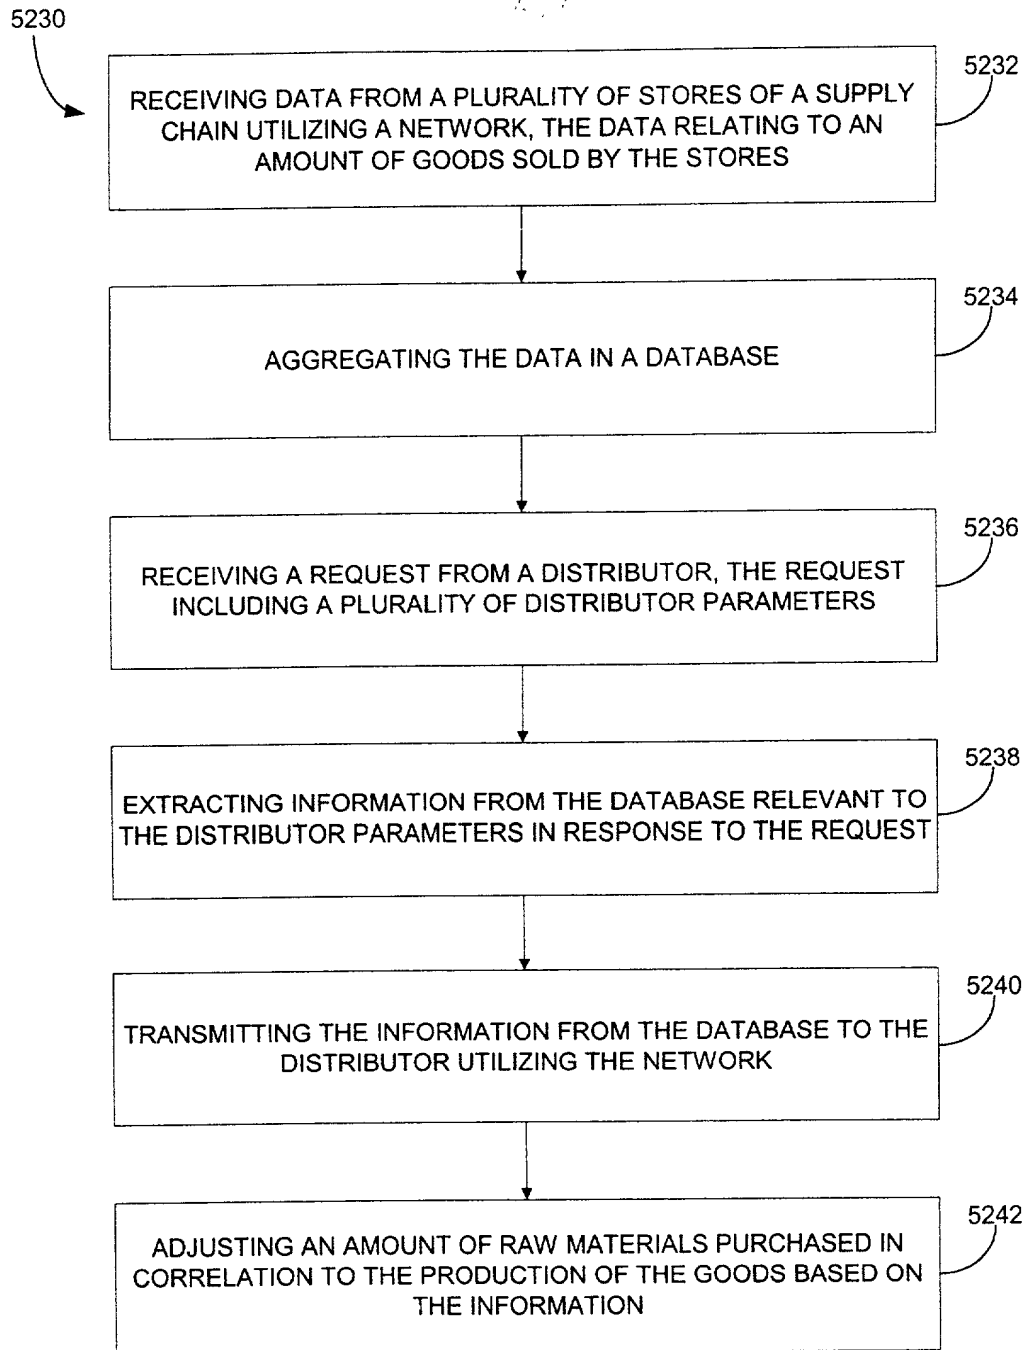 5230
5232
RECEIVING DATA FROM A PLURALITY OF STORES OF A SUPPLY
CHAIN UTILIZING A NETWORK, THE DATA RELATING TO AN
AMOUNT OF GOODS SOLD BY THE STORES
5234
AGGREGATING THE DATA IN A DATABASE
5236
RECEIVING A REQUEST FROM A DISTRIBUTOR, THE REQUEST
INCLUDING A PLURALITY OF DISTRIBUTOR PARAMETERS
5238
EXTRACTING INFORMATION FROM THE DATABASE RELEVANT TO
THE DISTRIBUTOR PARAMETERS IN RESPONSE TO THE REQUEST
5240
TRANSMITTING THE INFORMATION FROM THE DATABASE TO THE
DISTRIBUTOR UTILIZING THE NETWORK
5242
ADJUSTING AN AMOUNT OF RAW MATERIALS PURCHASED IN
CORRELATION TO THE PRODUCTION OF THE GOODS BASED ON
THE INFORMATION